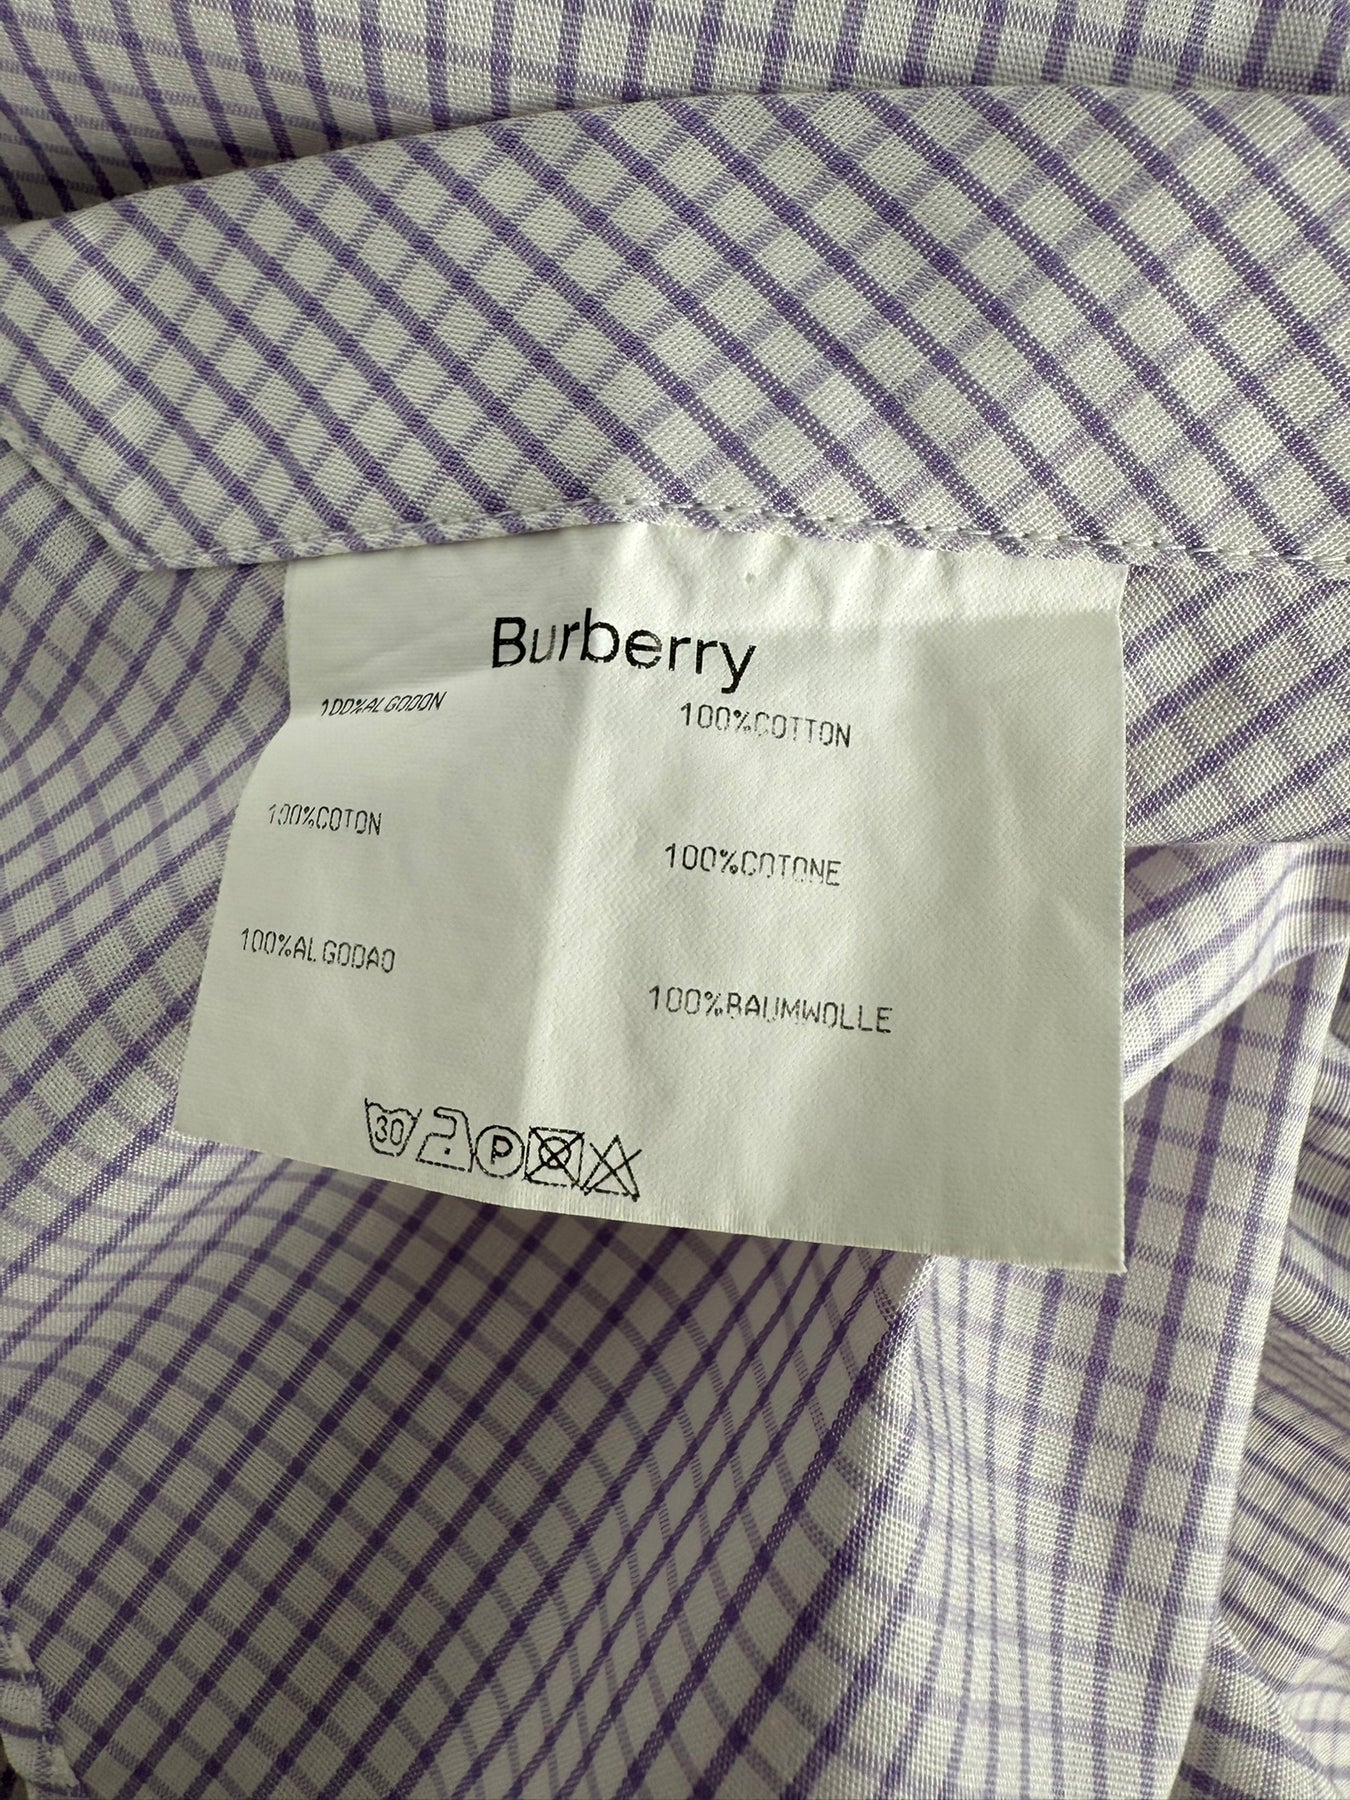 Burberry
100%ALGODON
100%COTTON
100%COTON
100%COTONE
100%ALGODAO
100%BAUMWOLLE
30
P